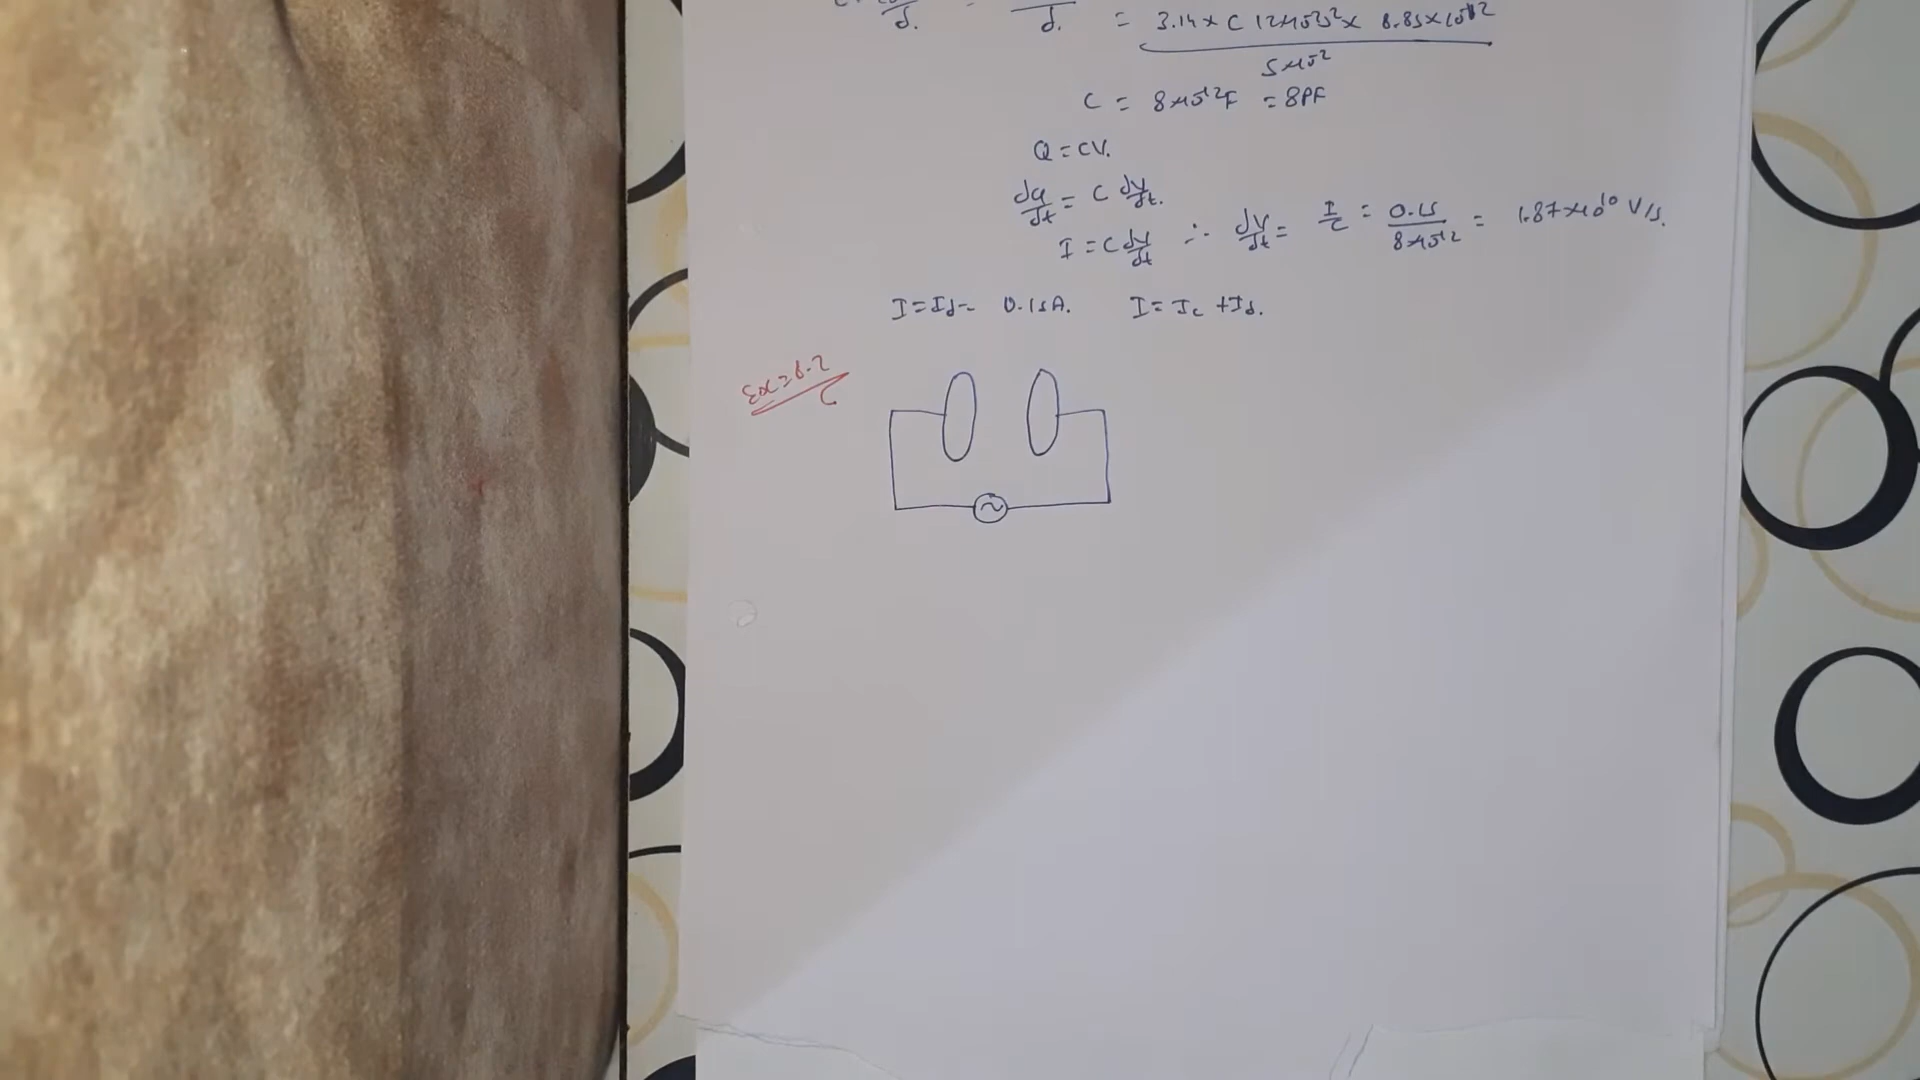 d. d. = 3.14 × ( 12×10⁻²)² × 8.85×10⁻¹²
5×10⁻²
C = 8×10⁻¹²F = 8PF
Q = CV.
dq/dt = C dv/dt.
I = C dv/dt ∴ dv/dt = I/C = 0.15/8×10⁻¹² = 1.87×10¹⁰ V/s.
I = Id = 0.15A. I = Ic + Id.
Ex=8.2